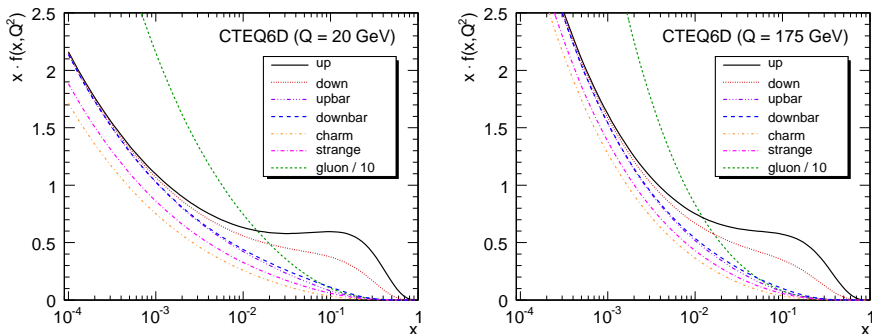 x · f(x,Q²)
2.5
2
1.5
1
0.5
0
CTEQ6D (Q = 20 GeV)
up
down
upbar
downbar
charm
strange
gluon / 10
10⁻⁴
10⁻³
10⁻²
10⁻¹
1
x
x · f(x,Q²)
2.5
2
1.5
1
0.5
0
CTEQ6D (Q = 175 GeV)
up
down
upbar
downbar
charm
strange
gluon / 10
10⁻⁴
10⁻³
10⁻²
10⁻¹
1
x